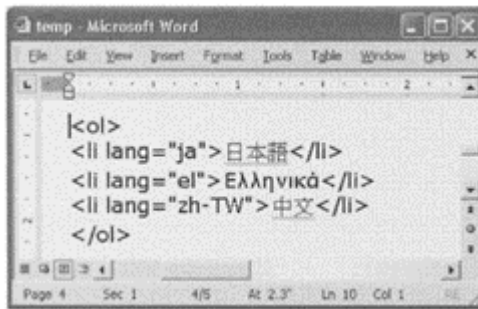 temp - Microsoft Word
File Edit View Insert Format Tools Table Window Help
1 2
<ol>
<li lang="ja">日本語</li>
<li lang="el">Ελληνικά</li>
<li lang="zh-TW">中文</li>
</ol>
Page 4 Sec 1 4/5 At 2.3" Ln 10 Col 1